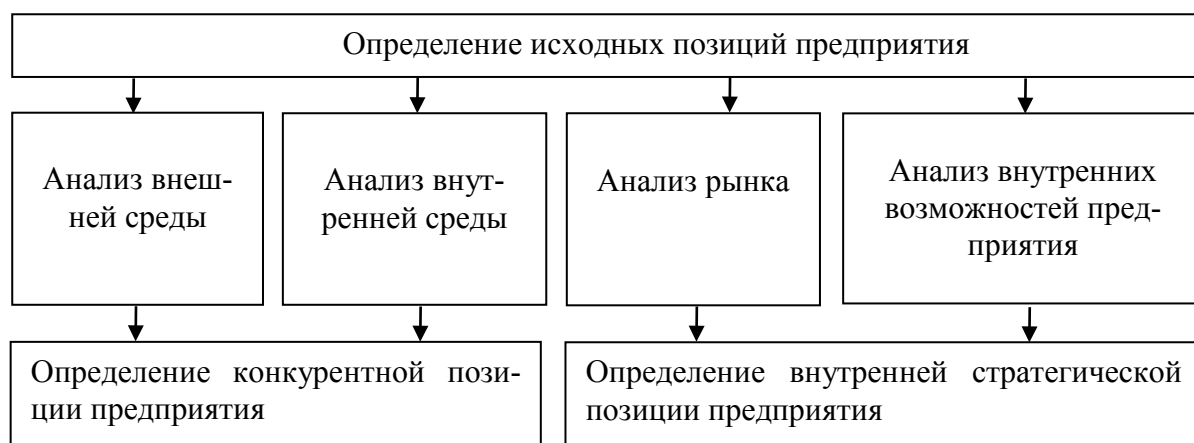 Определение исходных позиций предприятия
Анализ внеш-
ней среды
Анализ внут-
ренней среды
Анализ рынка
Анализ внутренних
возможностей пред-
приятия
Определение конкурентной пози-
ции предприятия
Определение внутренней стратегической
позиции предприятия